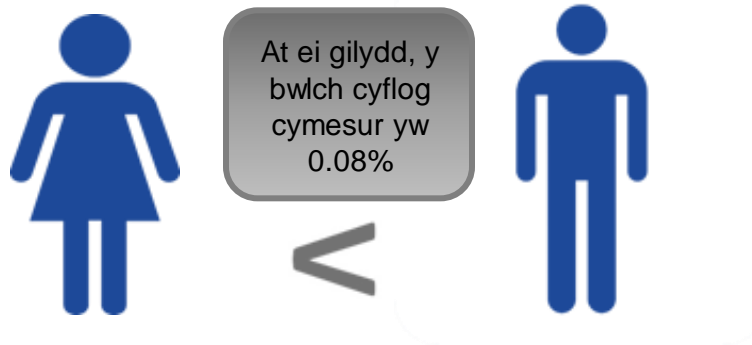 At ei gilydd, y
bwlch cyflog
cymesur yw
0.08%
<